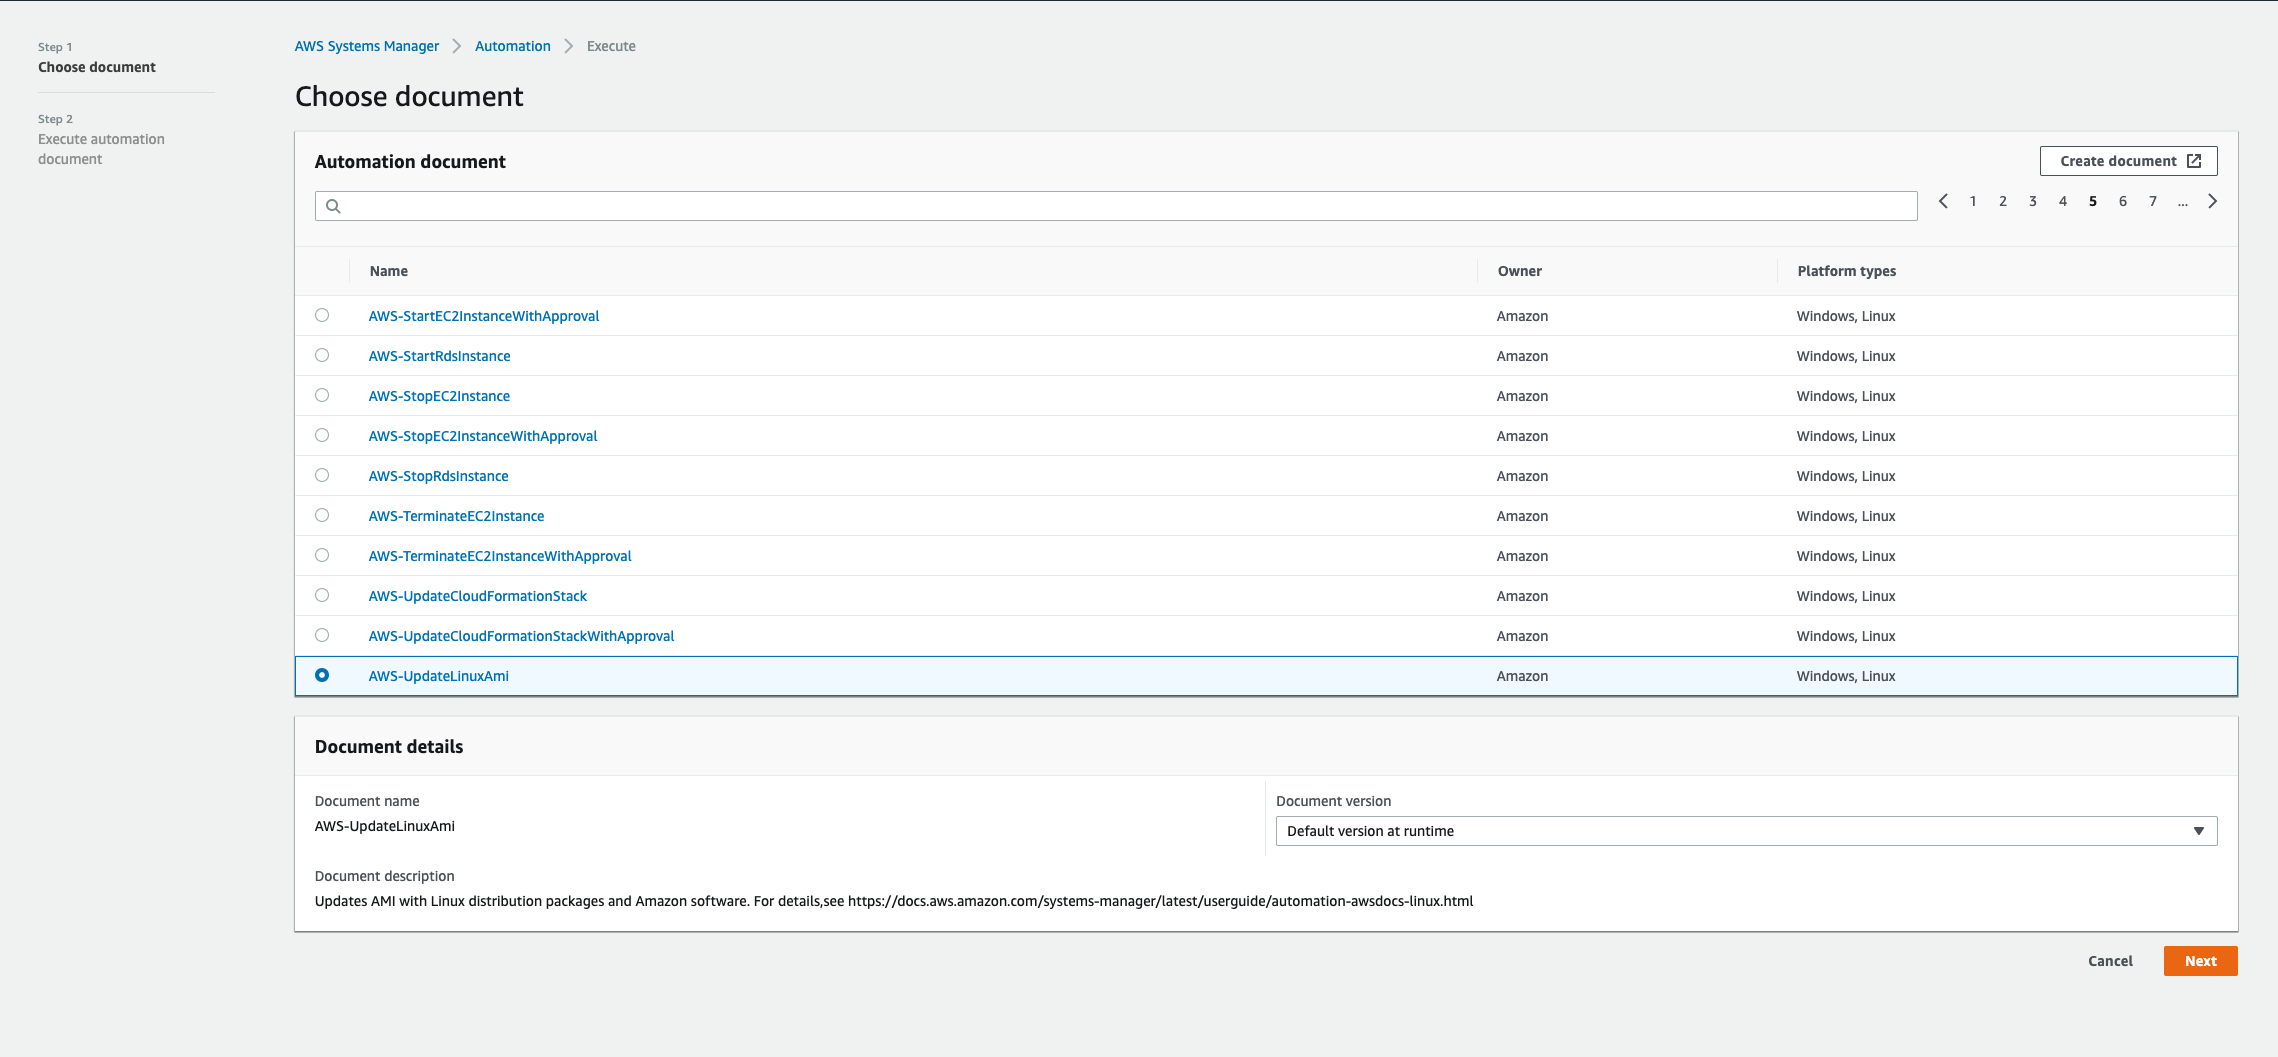 Step 1
Choose document
Step 2
Execute automation
document
AWS Systems Manager > Automation > Execute
Choose document
Automation document
Create document
1 2 3 4 5 6 7 ...
Name Owner Platform types
AWS-StartEC2InstanceWithApproval Amazon Windows, Linux
AWS-StartRdsInstance Amazon Windows, Linux
AWS-StopEC2Instance Amazon Windows, Linux
AWS-StopEC2InstanceWithApproval Amazon Windows, Linux
AWS-StopRdsInstance Amazon Windows, Linux
AWS-TerminateEC2Instance Amazon Windows, Linux
AWS-TerminateEC2InstanceWithApproval Amazon Windows, Linux
AWS-UpdateCloudFormationStack Amazon Windows, Linux
AWS-UpdateCloudFormationStackWithApproval Amazon Windows, Linux
AWS-UpdateLinuxAmi Amazon Windows, Linux
Document details
Document name
AWS-UpdateLinuxAmi
Document version
Default version at runtime
Document description
Updates AMI with Linux distribution packages and Amazon software. For details,see https://docs.aws.amazon.com/systems-manager/latest/userguide/automation-awsdocs-linux.html
Cancel Next